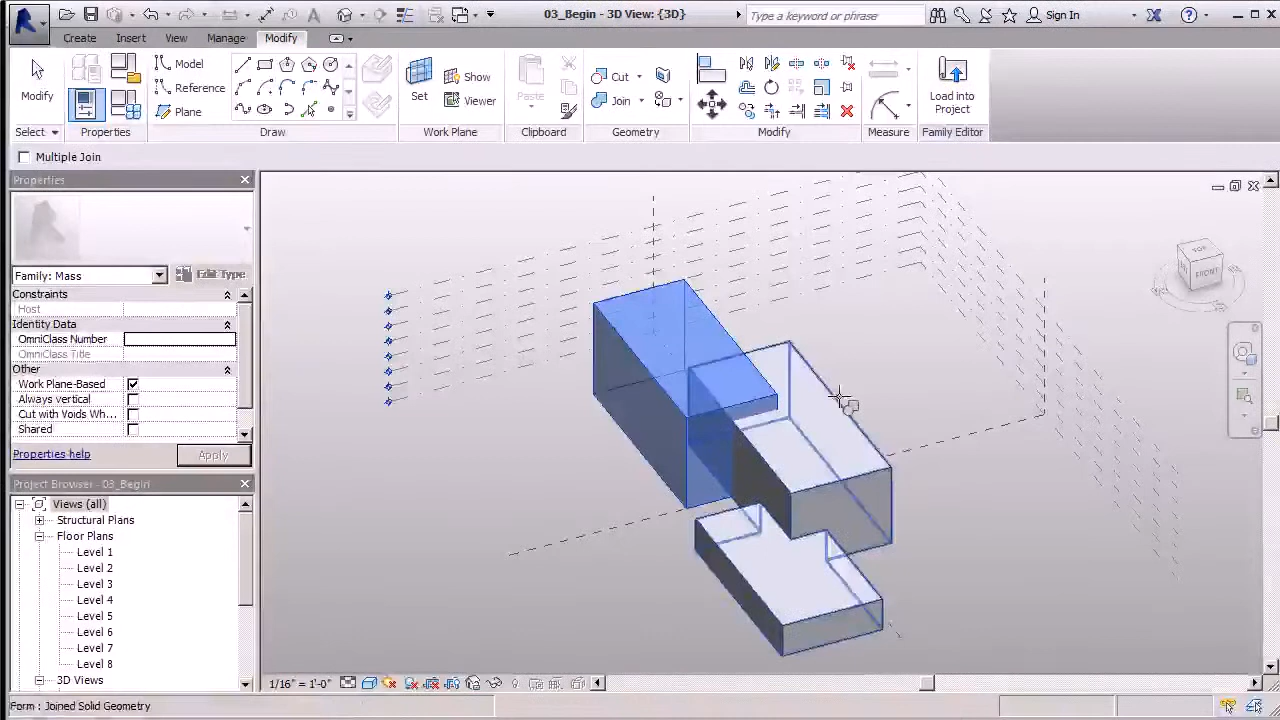 03_Begin - 3D View: {3D}
Type a keyword or phrase
Sign In
Create Insert View Manage Modify
Modify
Select
Properties
Model
Reference
Plane
Draw
Set
Show
Viewer
Work Plane
Paste
Clipboard
Cut
Join
Geometry
Modify
Measure
Load into
Project
Family Editor
Multiple Join
Properties
Family: Mass
Edit Type
Constraints
Host
Identity Data
OmniClass Number
OmniClass Title
Other
Work Plane-Based
Always vertical
Cut with Voids Wh...
Shared
Properties help
Apply
Project Browser - 03_Begin
Views (all)
Structural Plans
Floor Plans
Level 1
Level 2
Level 3
Level 4
Level 5
Level 6
Level 7
Level 8
3D Views
TOP
FRONT
1/16" = 1'-0"
Form : Joined Solid Geometry